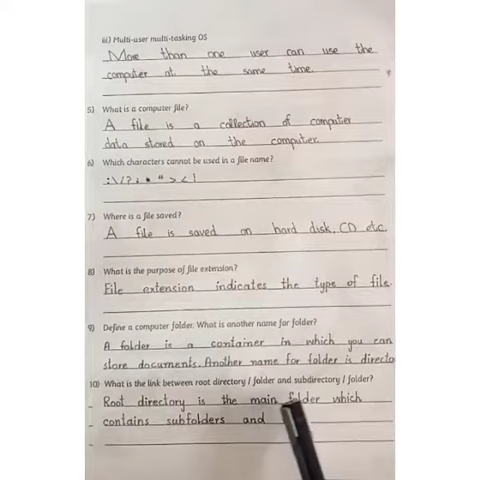 iii) Multi-user multi-tasking OS
More than one user can use the
computer at the same time.
5) What is a computer file?
A file is a collection of computer
data stored on the computer.
6) Which characters cannot be used in a file name?
: \ / ? ; * " > < |
7) Where is a file saved?
A file is saved on hard disk, CD etc.
8) What is the purpose of file extension?
File extension indicates the type of file.
9) Define a computer folder. What is another name for folder?
A folder is a container in which you can
store documents. Another name for folder is directo
10) What is the link between root directory / folder and subdirectory / folder?
Root directory is the main folder which
contains subfolders and